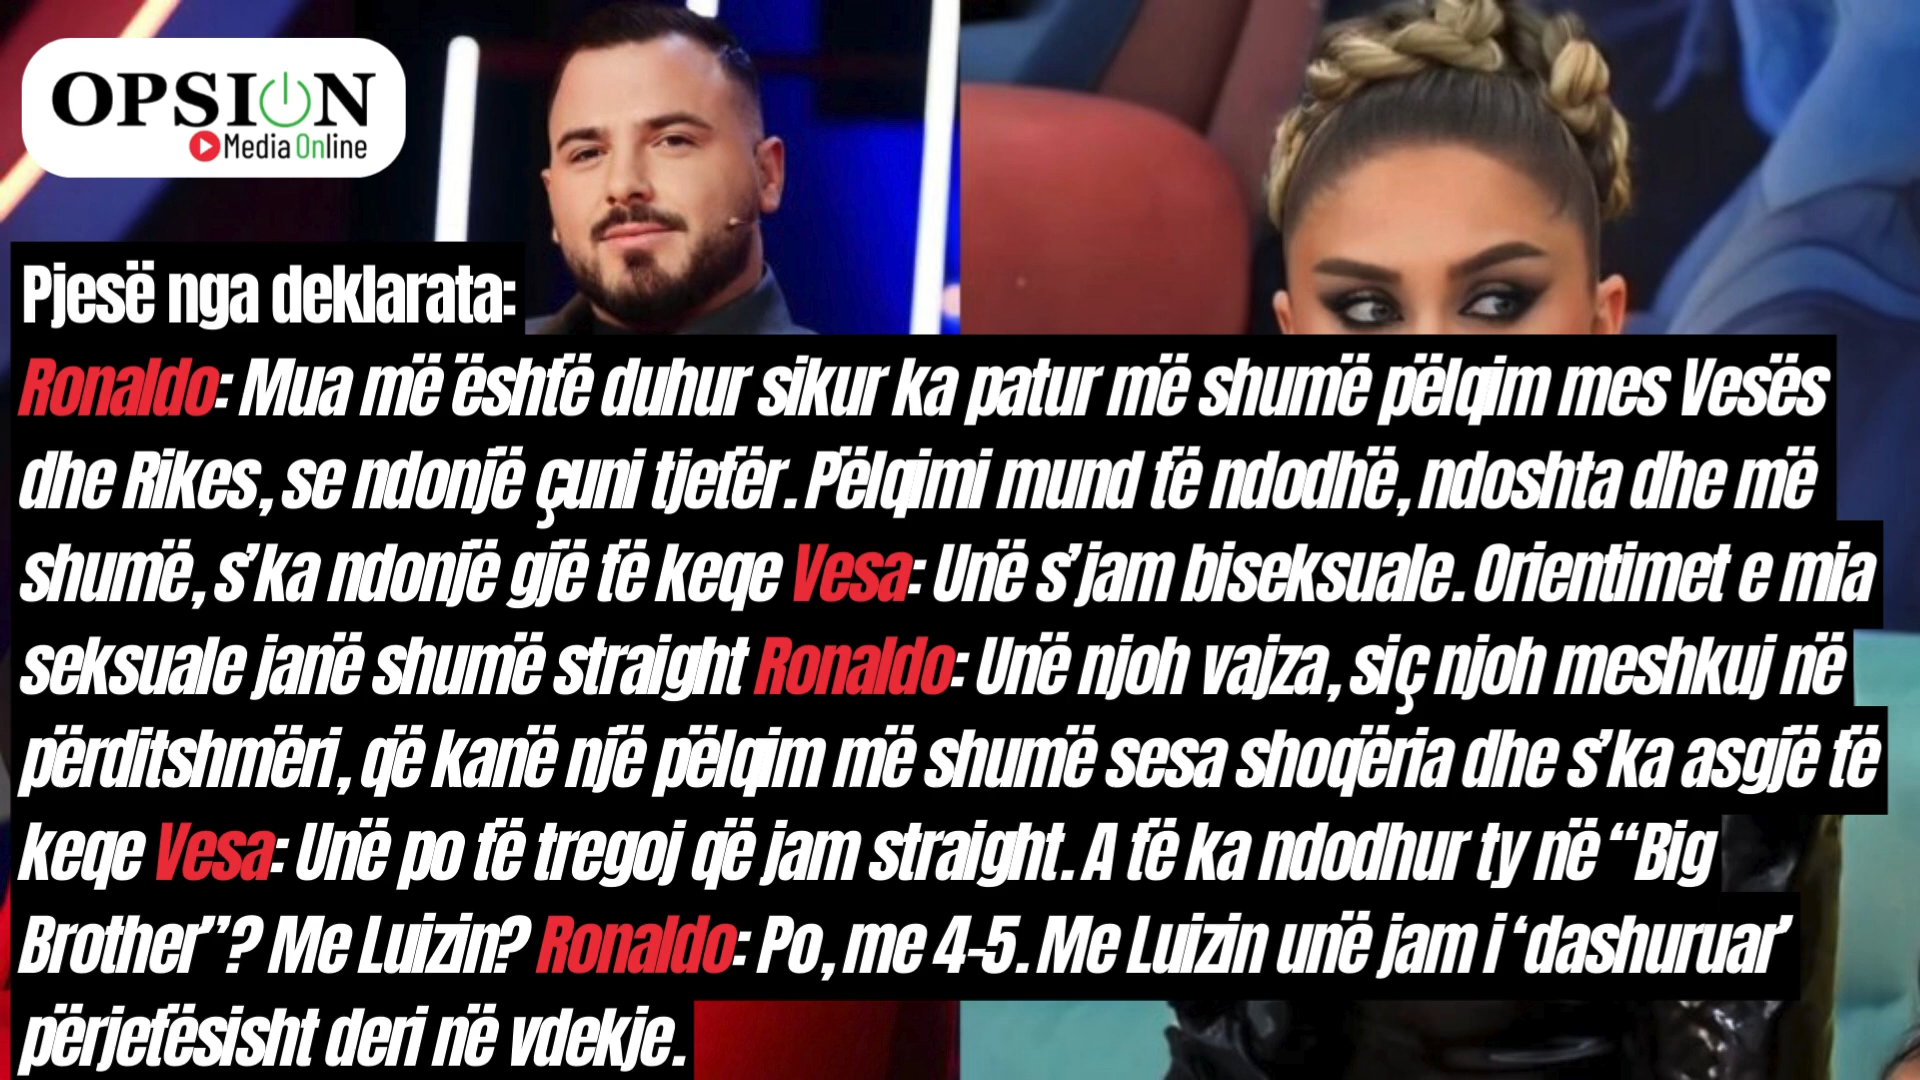 OPSION
Media Online
Pjesë nga deklarata:
Ronaldo: Mua më është duhur sikur ka patur më shumë pëlqim mes Vesës
dhe Rikes, se ndonjë çuni tjetër. Pëlqimi mund të ndodhë, ndoshta dhe më
shumë, s’ka ndonjë gjë të keqe Vesa: Unë s’jam biseksuale. Orientimet e mia
seksuale janë shumë straight Ronaldo: Unë njoh vajza, siç njoh meshkuj në
përditshmëri, që kanë një pëlqim më shumë sesa shoqëria dhe s’ka asgjë të
keqe Vesa: Unë po të tregoj që jam straight. A të ka ndodhur ty në “Big
Brother”? Me Luizin? Ronaldo: Po, me 4-5. Me Luizin unë jam i ‘dashuruar’
përjetësisht deri në vdekje.